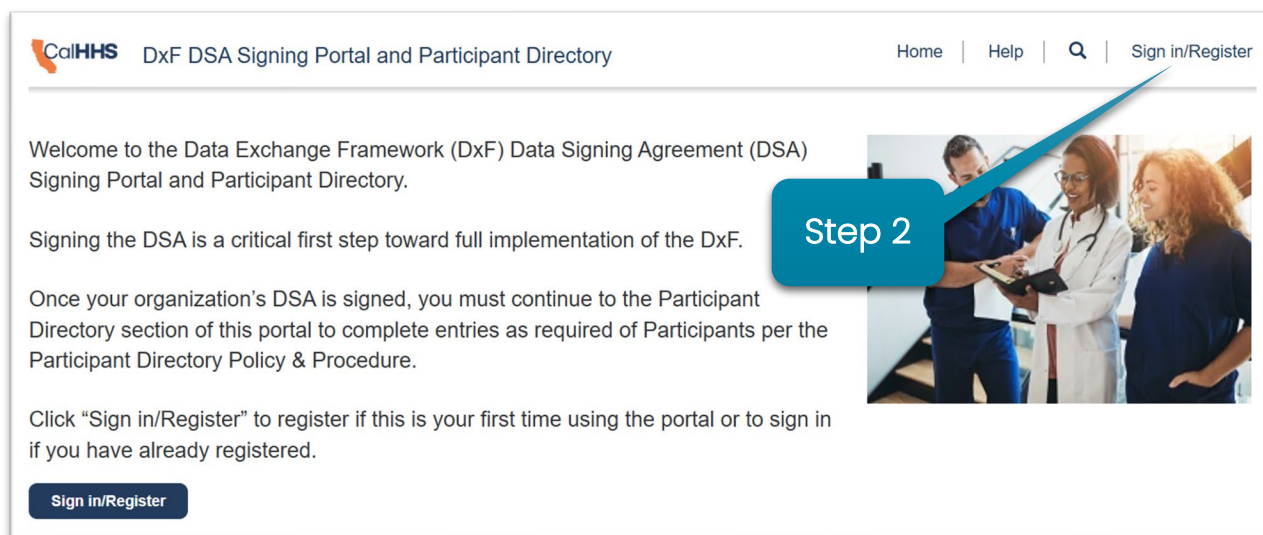 CalHHS DxF DSA Signing Portal and Participant Directory Home Help Sign in/Register
Welcome to the Data Exchange Framework (DxF) Data Signing Agreement (DSA)
Signing Portal and Participant Directory.
Signing the DSA is a critical first step toward full implementation of the DxF.
Step 2
Once your organization’s DSA is signed, you must continue to the Participant
Directory section of this portal to complete entries as required of Participants per the
Participant Directory Policy & Procedure.
Click “Sign in/Register” to register if this is your first time using the portal or to sign in
if you have already registered.
Sign in/Register